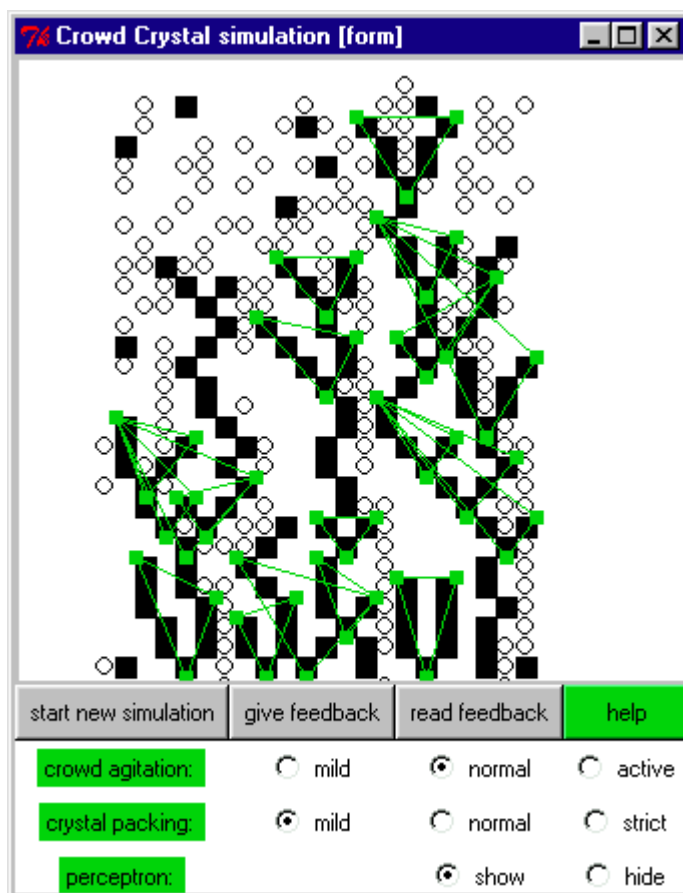 Crowd Crystal simulation [form]
start new simulation give feedback read feedback help
crowd agitation: mild normal active
crystal packing: mild normal strict
perceptron: show hide